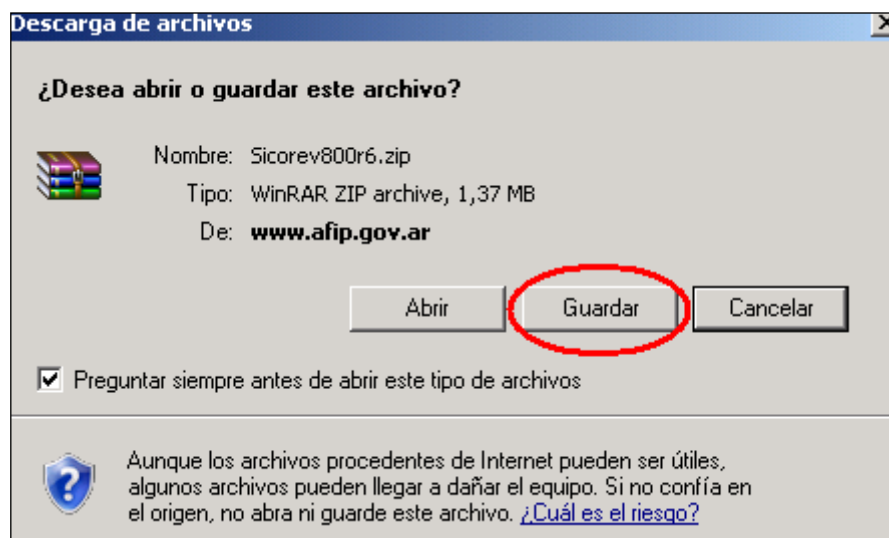 Descarga de archivos
¿Desea abrir o guardar este archivo?
Nombre: Sicorev800r6.zip
Tipo: WinRAR ZIP archive, 1,37 MB
De: www.afip.gov.ar
Abrir Guardar Cancelar
Preguntar siempre antes de abrir este tipo de archivos
Aunque los archivos procedentes de Internet pueden ser útiles,
algunos archivos pueden llegar a dañar el equipo. Si no confía en
el origen, no abra ni guarde este archivo. ¿Cuál es el riesgo?